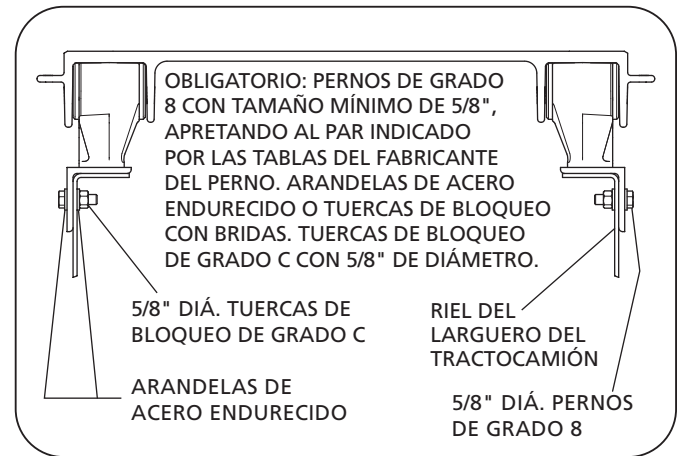 OBLIGATORIO: PERNOS DE GRADO
8 CON TAMAÑO MÍNIMO DE 5/8",
APRETANDO AL PAR INDICADO
POR LAS TABLAS DEL FABRICANTE
DEL PERNO. ARANDELAS DE ACERO
ENDURECIDO O TUERCAS DE BLOQUEO
CON BRIDAS. TUERCAS DE BLOQUEO
DE GRADO C CON 5/8" DE DIÁMETRO.
5/8" DIÁ. TUERCAS DE
BLOQUEO DE GRADO C
ARANDELAS DE
ACERO ENDURECIDO
RIEL DEL
LARGUERO DEL
TRACTOCAMIÓN
5/8" DIÁ. PERNOS
DE GRADO 8